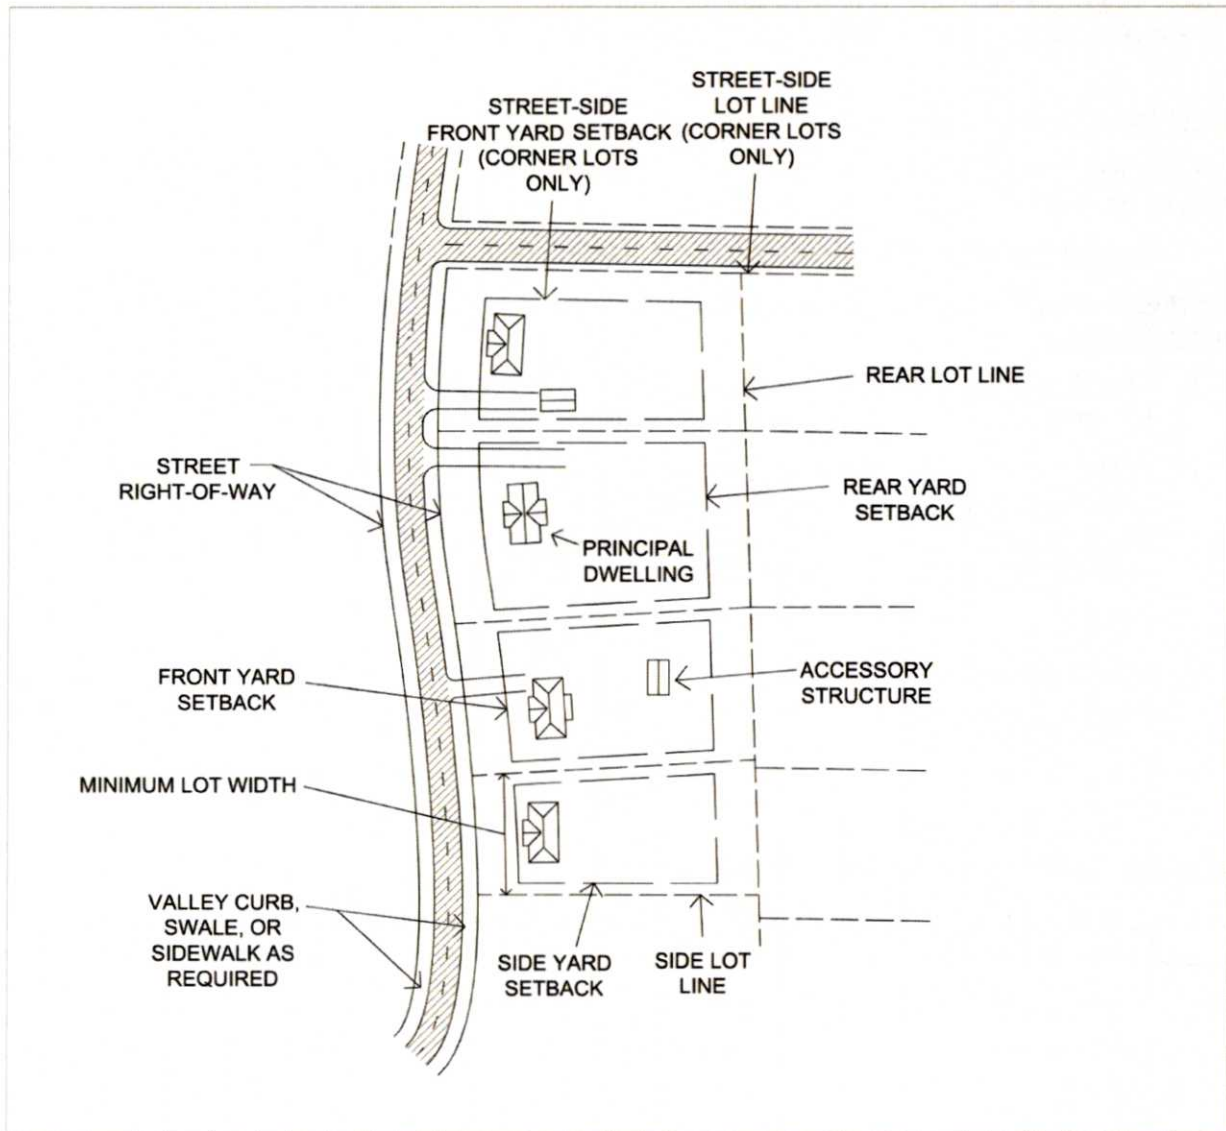 STREET-SIDE
LOT LINE
(CORNER LOTS
ONLY)
STREET-SIDE
FRONT YARD SETBACK
(CORNER LOTS
ONLY)
REAR LOT LINE
STREET
RIGHT-OF-WAY
REAR YARD
SETBACK
PRINCIPAL
DWELLING
FRONT YARD
SETBACK
ACCESSORY
STRUCTURE
MINIMUM LOT WIDTH
VALLEY CURB,
SWALE, OR
SIDEWALK AS
REQUIRED
SIDE YARD
SETBACK
SIDE LOT
LINE